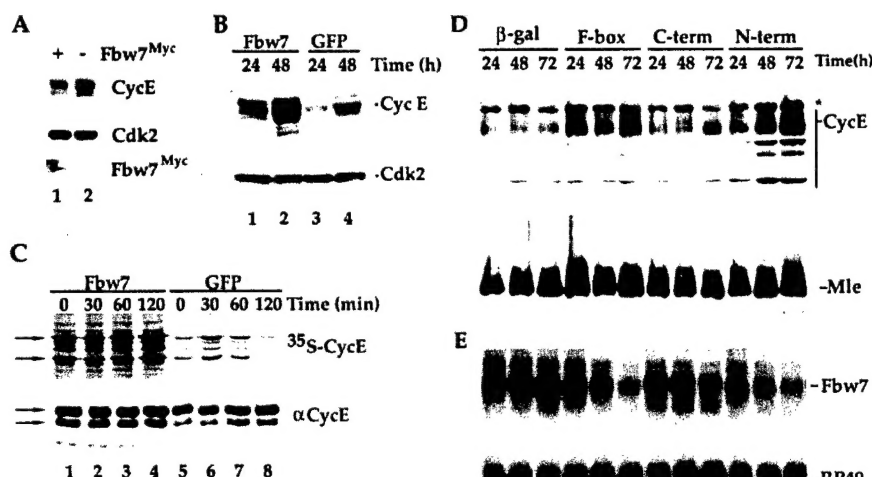 A
+ - Fbw7Myc
CycE
Cdk2
Fbw7Myc
1 2
B
Fbw7 GFP
24 48 24 48 Time (h)
Cyc E
Cdk2
1 2 3 4
C
Fbw7 GFP
0 30 60 120 0 30 60 120 Time (min)
35S-CycE
αCycE
1 2 3 4 5 6 7 8
D
β-gal F-box C-term N-term
24 48 72 24 48 72 24 48 72 24 48 72 Time(h)
*
-CycE
-Mle
E
-Fbw7